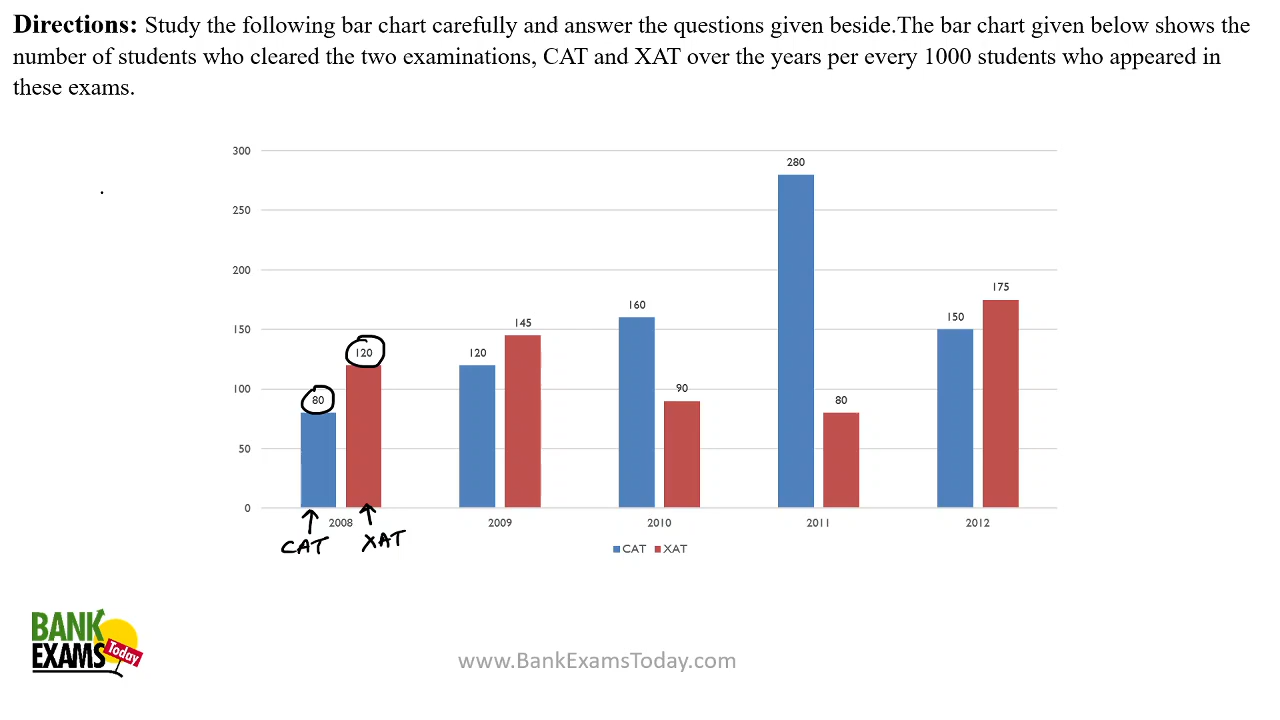 Directions: Study the following bar chart carefully and answer the questions given beside.The bar chart given below shows the
number of students who cleared the two examinations, CAT and XAT over the years per every 1000 students who appeared in
these exams.
300
280
250
200
175
160
150
150
145
120
120
100
90
80
80
50
0
2008
2009
2010
2011
2012
CAT XAT
CAT XAT
BANK
EXAMS Today
www.BankExamsToday.com